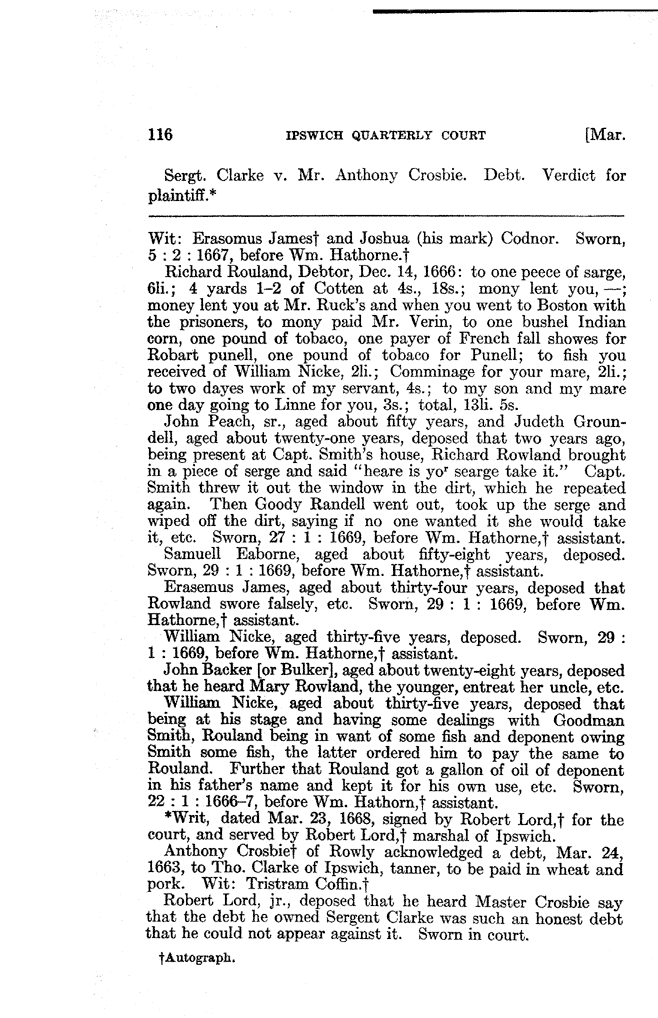 116 IPSWICH QUARTERLY COURT [Mar.
Sergt. Clarke v. Mr. Anthony Crosbie. Debt. Verdict for
plaintiff.*
Wit: Erasomus James† and Joshua (his mark) Codnor. Sworn,
5 : 2 : 1667, before Wm. Hathorne.†
Richard Rouland, Debtor, Dec. 14, 1666: to one peece of sarge,
6li.; 4 yards 1-2 of Cotten at 4s., 18s.; mony lent you, —;
money lent you at Mr. Ruck's and when you went to Boston with
the prisoners, to mony paid Mr. Verin, to one bushel Indian
corn, one pound of tobaco, one payer of French fall showes for
Robart punell, one pound of tobaco for Punell; to fish you
received of William Nicke, 2li.; Comminage for your mare, 2li.;
to two dayes work of my servant, 4s.; to my son and my mare
one day going to Linne for you, 3s.; total, 13li. 5s.
John Peach, sr., aged about fifty years, and Judeth Groun-
dell, aged about twenty-one years, deposed that two years ago,
being present at Capt. Smith's house, Richard Rowland brought
in a piece of serge and said "heare is yoʳ searge take it." Capt.
Smith threw it out the window in the dirt, which he repeated
again. Then Goody Randell went out, took up the serge and
wiped off the dirt, saying if no one wanted it she would take
it, etc. Sworn, 27 : 1 : 1669, before Wm. Hathorne,† assistant.
Samuell Eaborne, aged about fifty-eight years, deposed.
Sworn, 29 : 1 : 1669, before Wm. Hathorne,† assistant.
Erasemus James, aged about thirty-four years, deposed that
Rowland swore falsely, etc. Sworn, 29 : 1 : 1669, before Wm.
Hathorne,† assistant.
William Nicke, aged thirty-five years, deposed. Sworn, 29 :
1 : 1669, before Wm. Hathorne,† assistant.
John Backer [or Bulker], aged about twenty-eight years, deposed
that he heard Mary Rowland, the younger, entreat her uncle, etc.
William Nicke, aged about thirty-five years, deposed that
being at his stage and having some dealings with Goodman
Smith, Rouland being in want of some fish and deponent owing
Smith some fish, the latter ordered him to pay the same to
Rouland. Further that Rouland got a gallon of oil of deponent
in his father's name and kept it for his own use, etc. Sworn,
22 : 1 : 1666-7, before Wm. Hathorn,† assistant.
*Writ, dated Mar. 23, 1668, signed by Robert Lord,† for the
court, and served by Robert Lord,† marshal of Ipswich.
Anthony Crosbie† of Rowly acknowledged a debt, Mar. 24,
1663, to Tho. Clarke of Ipswich, tanner, to be paid in wheat and
pork. Wit: Tristram Coffin.†
Robert Lord, jr., deposed that he heard Master Crosbie say
that the debt he owned Sergent Clarke was such an honest debt
that he could not appear against it. Sworn in court.
†Autograph.